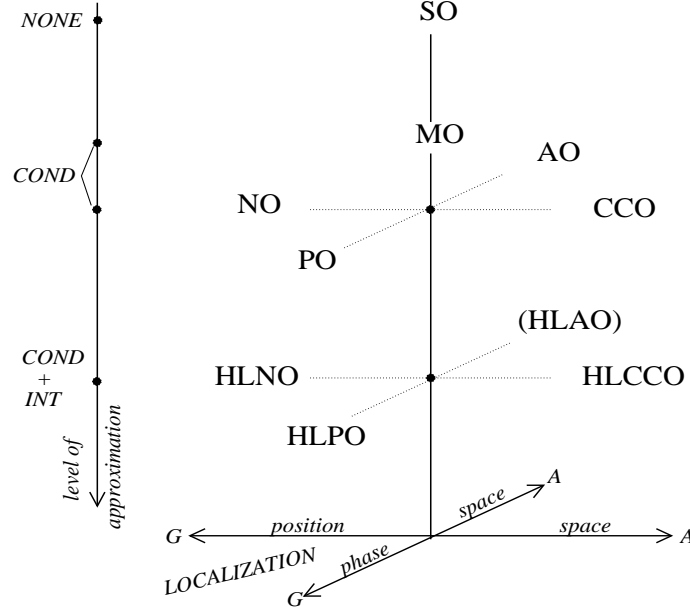 NONE
SO
MO
AO
COND
NO
CCO
PO
(HLAO)
COND
+
INT
HLNO
HLCCO
HLPO
level of
approximation
A
space
G
position
space
A
phase
LOCALIZATION
G